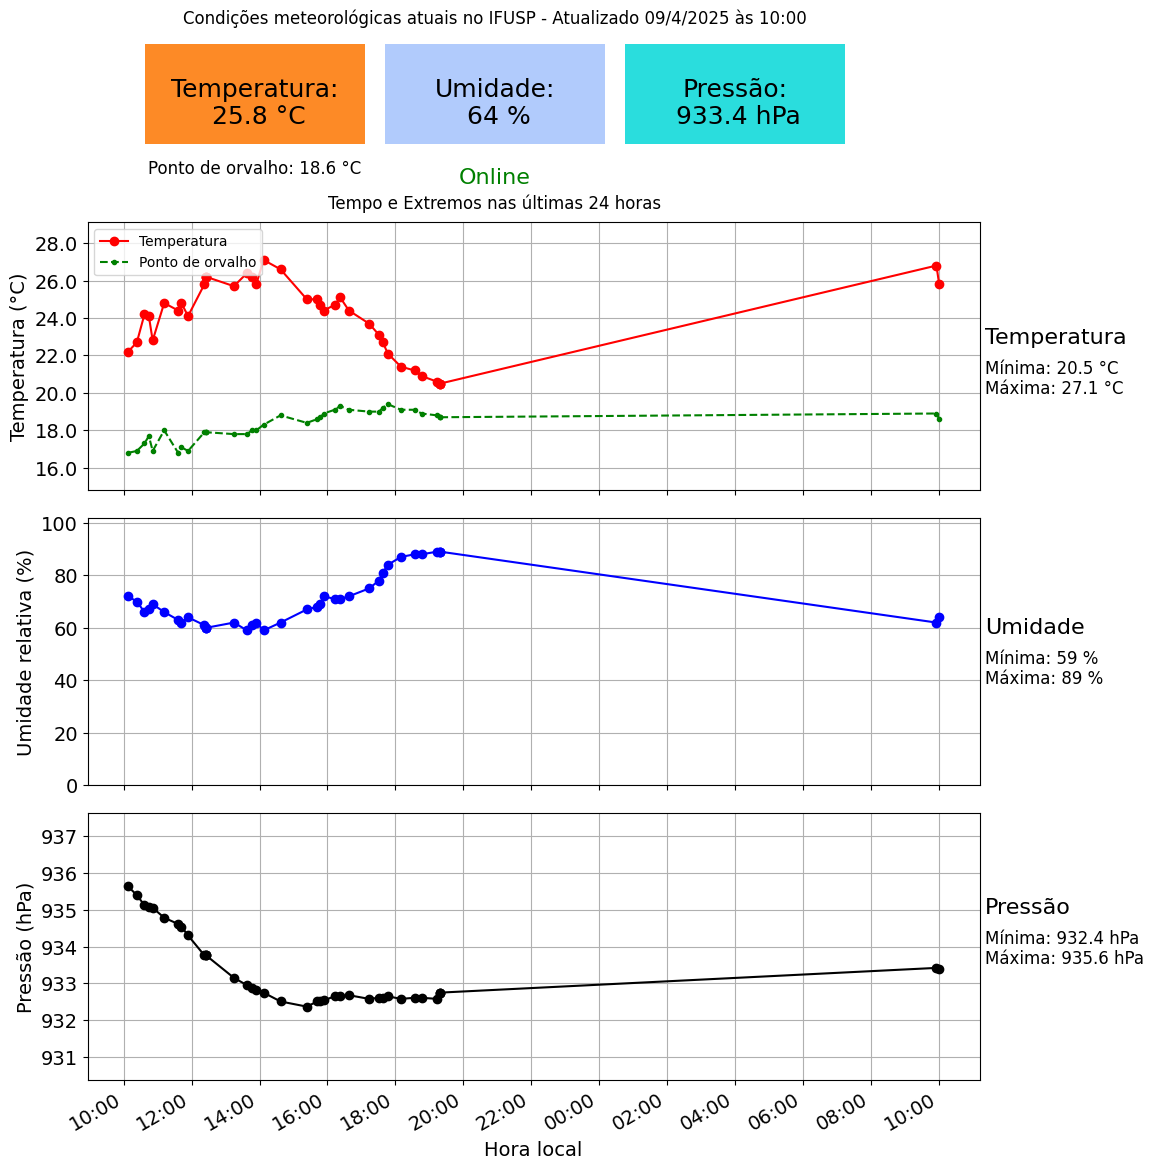 Condições meteorológicas atuais no IFUSP - Atualizado 09/4/2025 às 10:00
Temperatura:
25.8 °C
Umidade:
64 %
Pressão:
933.4 hPa
Ponto de orvalho: 18.6 °C
Online
Tempo e Extremos nas últimas 24 horas
Temperatura
Ponto de orvalho
Temperatura (°C)
28.0
26.0
24.0
22.0
20.0
18.0
16.0
Temperatura
Mínima: 20.5 °C
Máxima: 27.1 °C
Umidade relativa (%)
100
80
60
40
20
0
Umidade
Mínima: 59 %
Máxima: 89 %
Pressão (hPa)
937
936
935
934
933
932
931
Pressão
Mínima: 932.4 hPa
Máxima: 935.6 hPa
10:00 12:00 14:00 16:00 18:00 20:00 22:00 00:00 02:00 04:00 06:00 08:00 10:00
Hora local